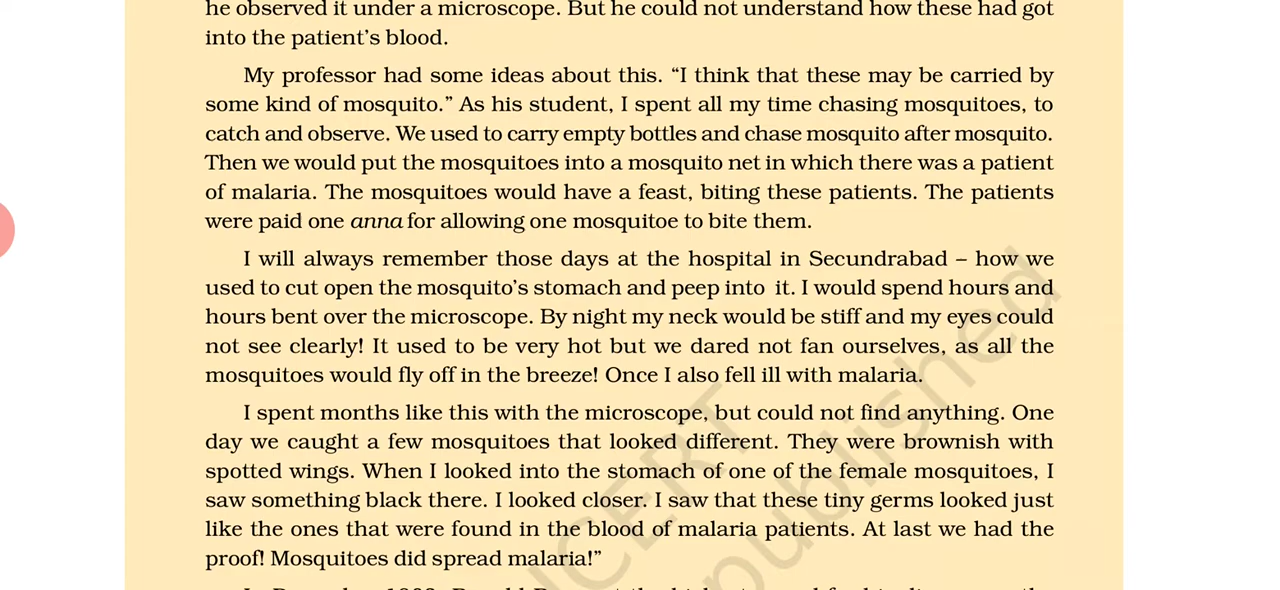 he observed it under a microscope. But he could not understand how these had got
into the patient’s blood.
My professor had some ideas about this. “I think that these may be carried by
some kind of mosquito.” As his student, I spent all my time chasing mosquitoes, to
catch and observe. We used to carry empty bottles and chase mosquito after mosquito.
Then we would put the mosquitoes into a mosquito net in which there was a patient
of malaria. The mosquitoes would have a feast, biting these patients. The patients
were paid one anna for allowing one mosquitoe to bite them.
I will always remember those days at the hospital in Secundrabad – how we
used to cut open the mosquito’s stomach and peep into it. I would spend hours and
hours bent over the microscope. By night my neck would be stiff and my eyes could
not see clearly! It used to be very hot but we dared not fan ourselves, as all the
mosquitoes would fly off in the breeze! Once I also fell ill with malaria.
I spent months like this with the microscope, but could not find anything. One
day we caught a few mosquitoes that looked different. They were brownish with
spotted wings. When I looked into the stomach of one of the female mosquitoes, I
saw something black there. I looked closer. I saw that these tiny germs looked just
like the ones that were found in the blood of malaria patients. At last we had the
proof! Mosquitoes did spread malaria!”
NCERT
published